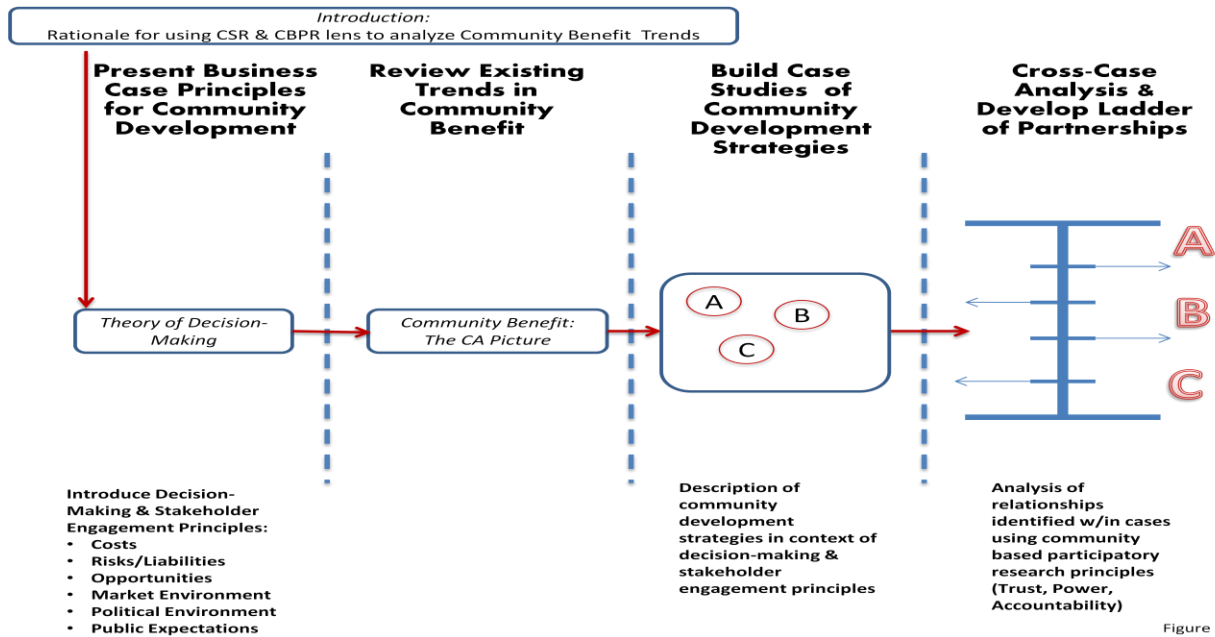 Introduction:
Rationale for using CSR & CBPR lens to analyze Community Benefit Trends
Present Business
Case Principles
for Community
Development
Review Existing
Trends in
Community
Benefit
Build Case
Studies of
Community
Development
Strategies
Cross-Case
Analysis &
Develop Ladder
of Partnerships
Theory of Decision-
Making
Community Benefit:
The CA Picture
A
B
C
A
B
C
Introduce Decision-
Making & Stakeholder
Engagement Principles:
• Costs
• Risks/Liabilities
• Opportunities
• Market Environment
• Political Environment
• Public Expectations
Description of
community
development
strategies in context of
decision-making &
stakeholder
engagement principles
Analysis of
relationships
identified w/in cases
using community
based participatory
research principles
(Trust, Power,
Accountability)
Figure